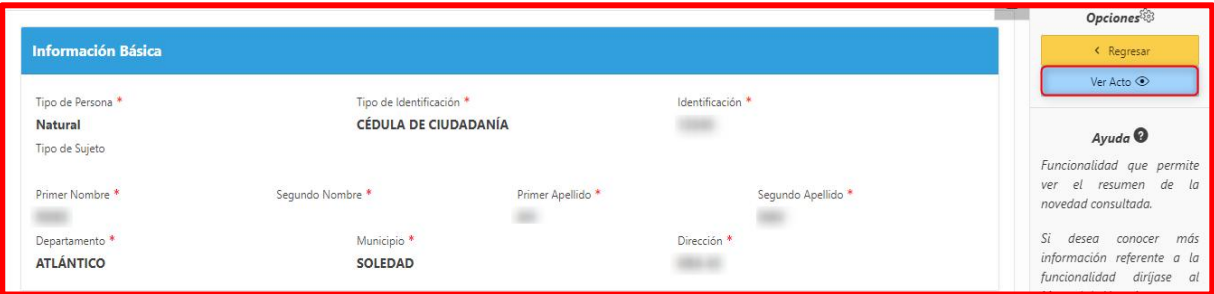 Información Básica
Tipo de Persona *
Tipo de Identificación *
Identificación *
Natural
CÉDULA DE CIUDADANÍA
Tipo de Sujeto
Primer Nombre *
Segundo Nombre *
Primer Apellido *
Segundo Apellido *
Departamento *
Municipio *
Dirección *
ATLÁNTICO
SOLEDAD
Opciones
< Regresar
Ver Acto
Ayuda ?
Funcionalidad que permite
ver el resumen de la
novedad consultada.
Si desea conocer más
información referente a la
funcionalidad diríjase al